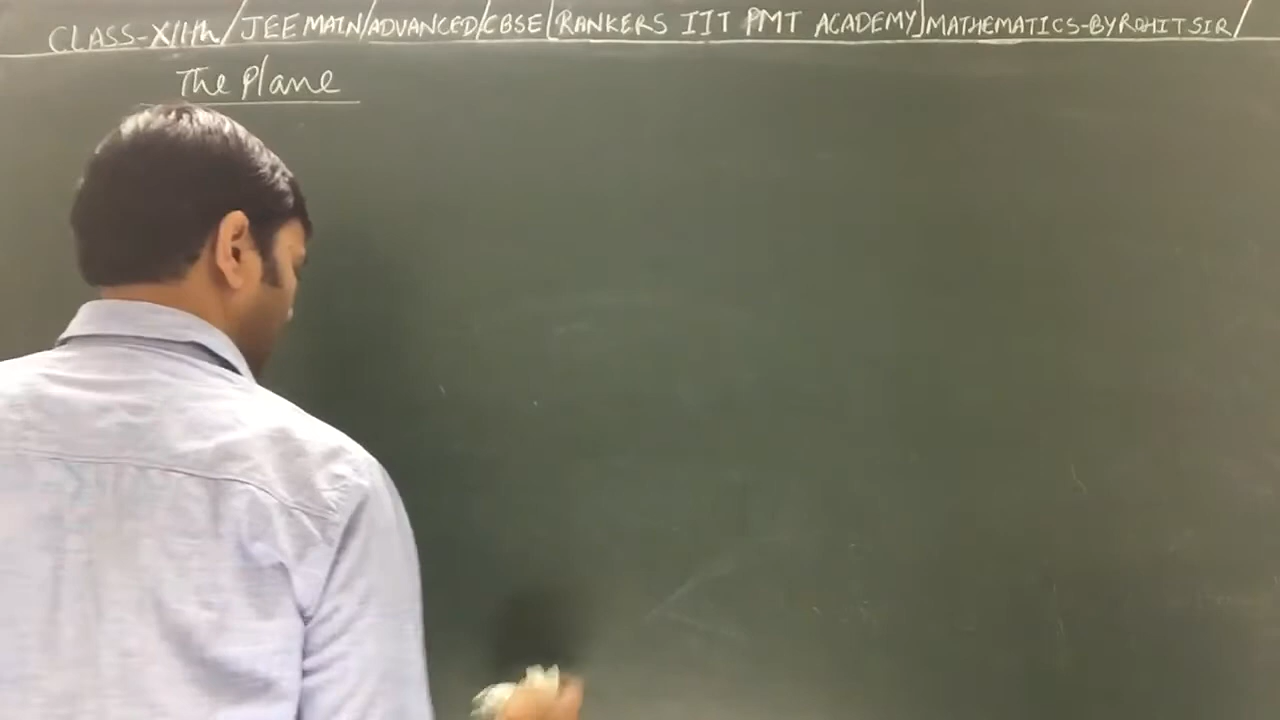 CLASS-XIIth/JEE MAIN/ADVANCED/CBSE[RANKERS IIT PMT ACADEMY]MATHEMATICS-BY ROHIT SIR/
The Plane